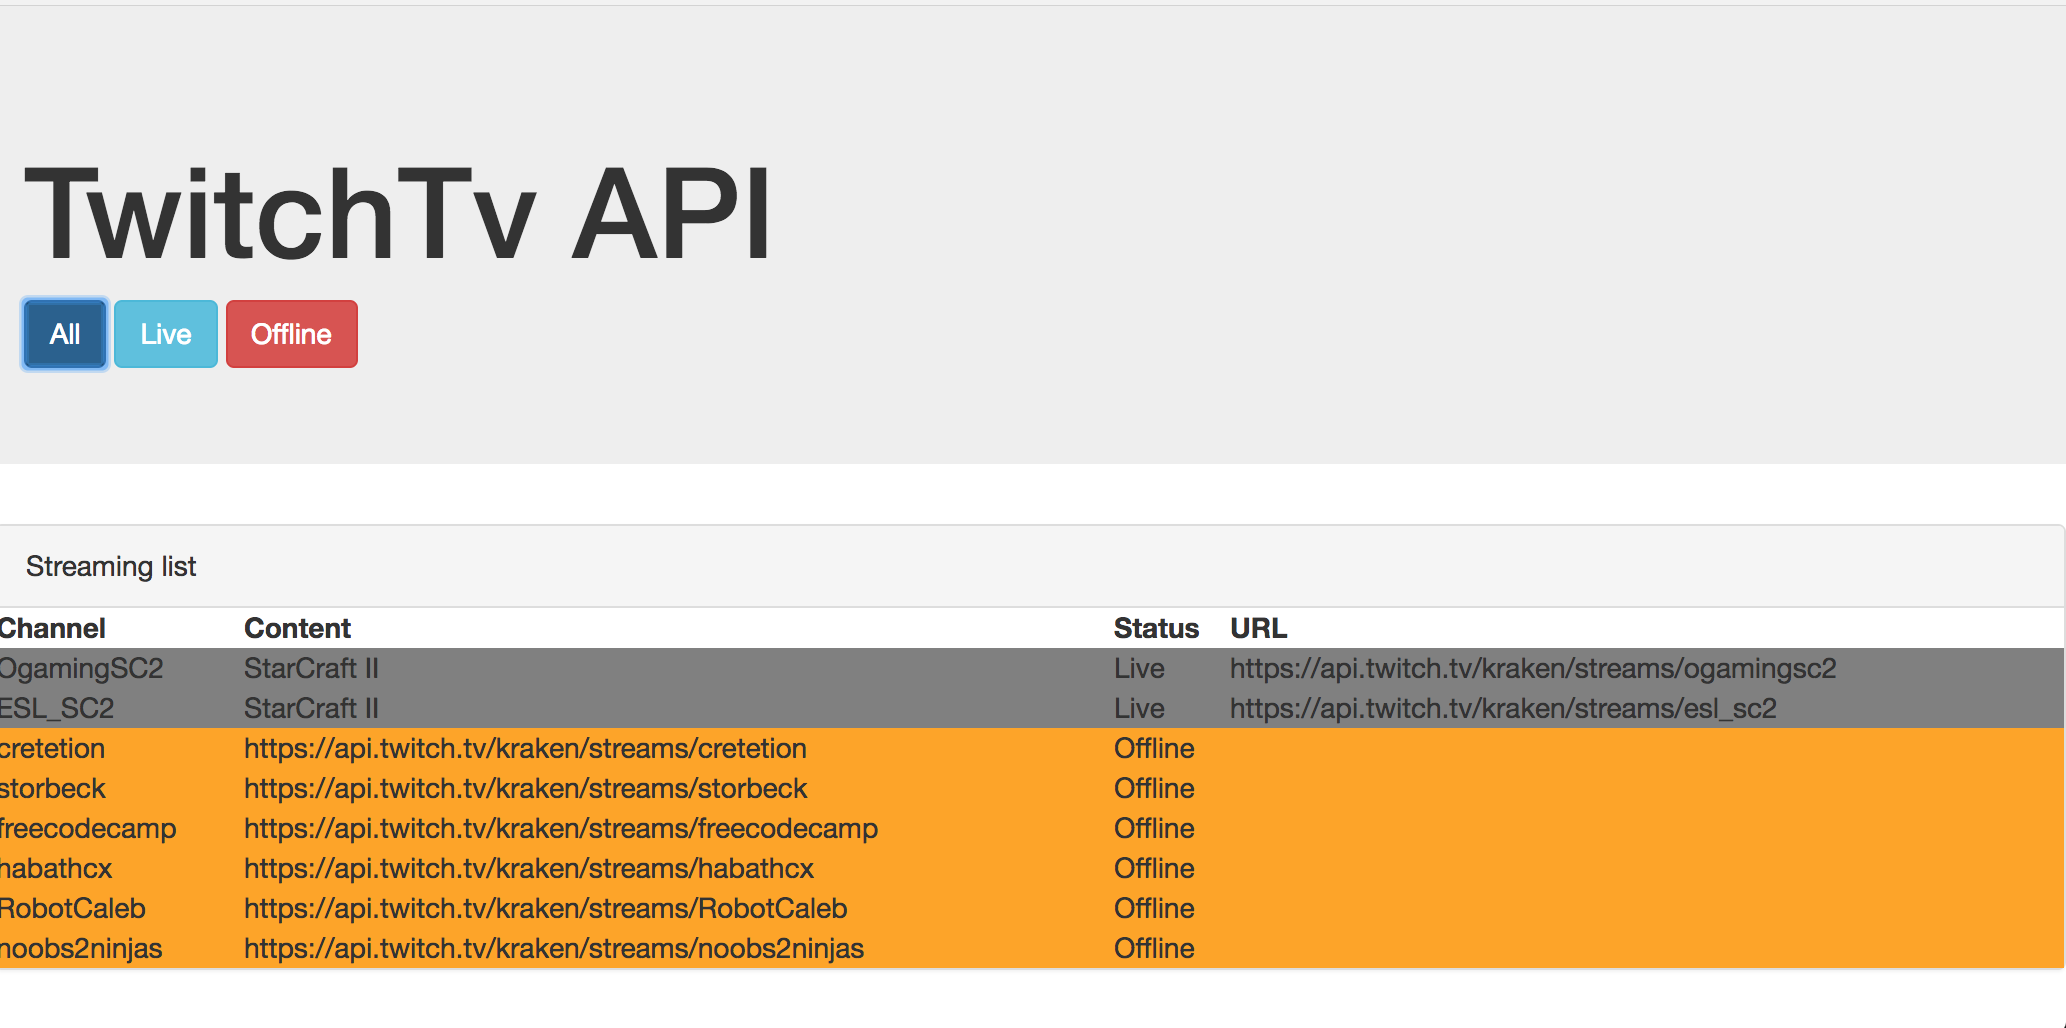 TwitchTv API
All Live Offline
Streaming list
Channel Content Status URL
OgamingSC2 StarCraft II Live https://api.twitch.tv/kraken/streams/ogamingsc2
ESL_SC2 StarCraft II Live https://api.twitch.tv/kraken/streams/esl_sc2
cretetion https://api.twitch.tv/kraken/streams/cretetion Offline
storbeck https://api.twitch.tv/kraken/streams/storbeck Offline
freecodecamp https://api.twitch.tv/kraken/streams/freecodecamp Offline
habathcx https://api.twitch.tv/kraken/streams/habathcx Offline
RobotCaleb https://api.twitch.tv/kraken/streams/RobotCaleb Offline
noobs2ninjas https://api.twitch.tv/kraken/streams/noobs2ninjas Offline